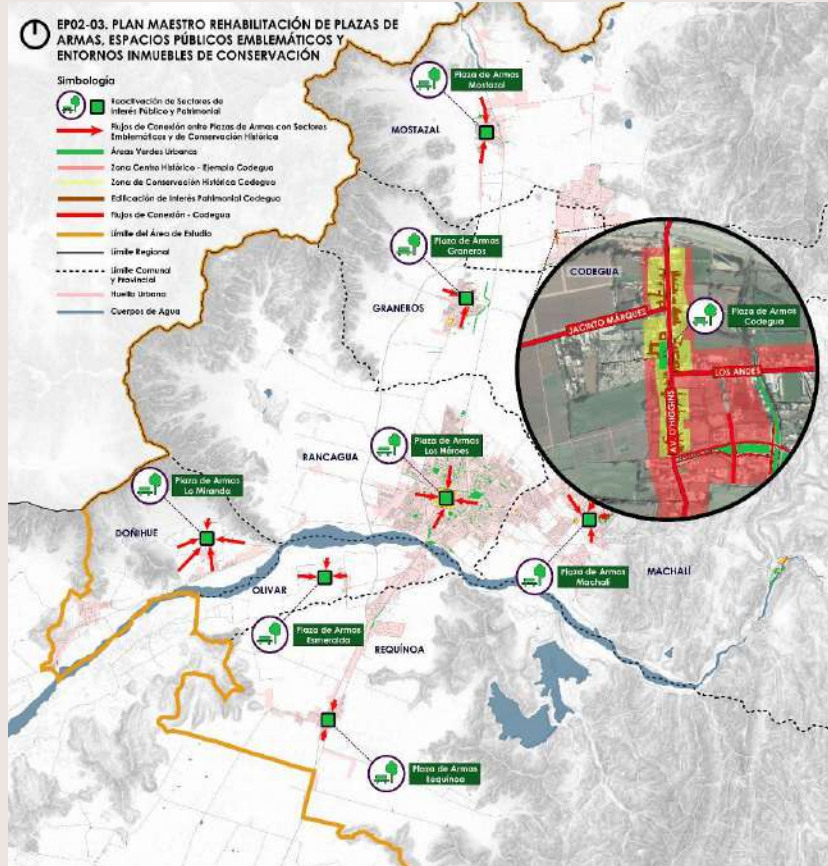 EP02-03. PLAN MAESTRO REHABILITACIÓN DE PLAZAS DE
ARMAS, ESPACIOS PÚBLICOS EMBLEMÁTICOS Y
ENTORNOS INMUEBLES DE CONSERVACIÓN
Simbología
Reactivación de Sectores de
Interés Público y Patrimonial
Flujos de Conexión entre Plazas de Armas con Sectores
Emblemáticos y de Conservación Histórica
Áreas Verdes Urbanas
Zona Centro Histórico - Ejemplo Codegua
Zona de Conservación Histórica Codegua
Edificación de Interés Patrimonial Codegua
Flujos de Conexión - Codegua
Límite del Área de Estudio
Límite Regional
Límite Comunal
y Provincial
Huella Urbana
Cuerpos de Agua
Plaza de Armas
Mostazal
MOSTAZAL
Plaza de Armas
Graneros
GRANEROS
CODEGUA
Plaza de Armas
Codegua
JACINTO MÁRQUEZ
LOS ANDES
AV. O'HIGGINS
RANCAGUA
Plaza de Armas
Los Héroes
Plaza de Armas
Lo Miranda
DOÑIHUE
OLIVAR
Plaza de Armas
Esmeralda
Plaza de Armas
Machalí
MACHALÍ
REQUÍNOA
Plaza de Armas
Requínoa